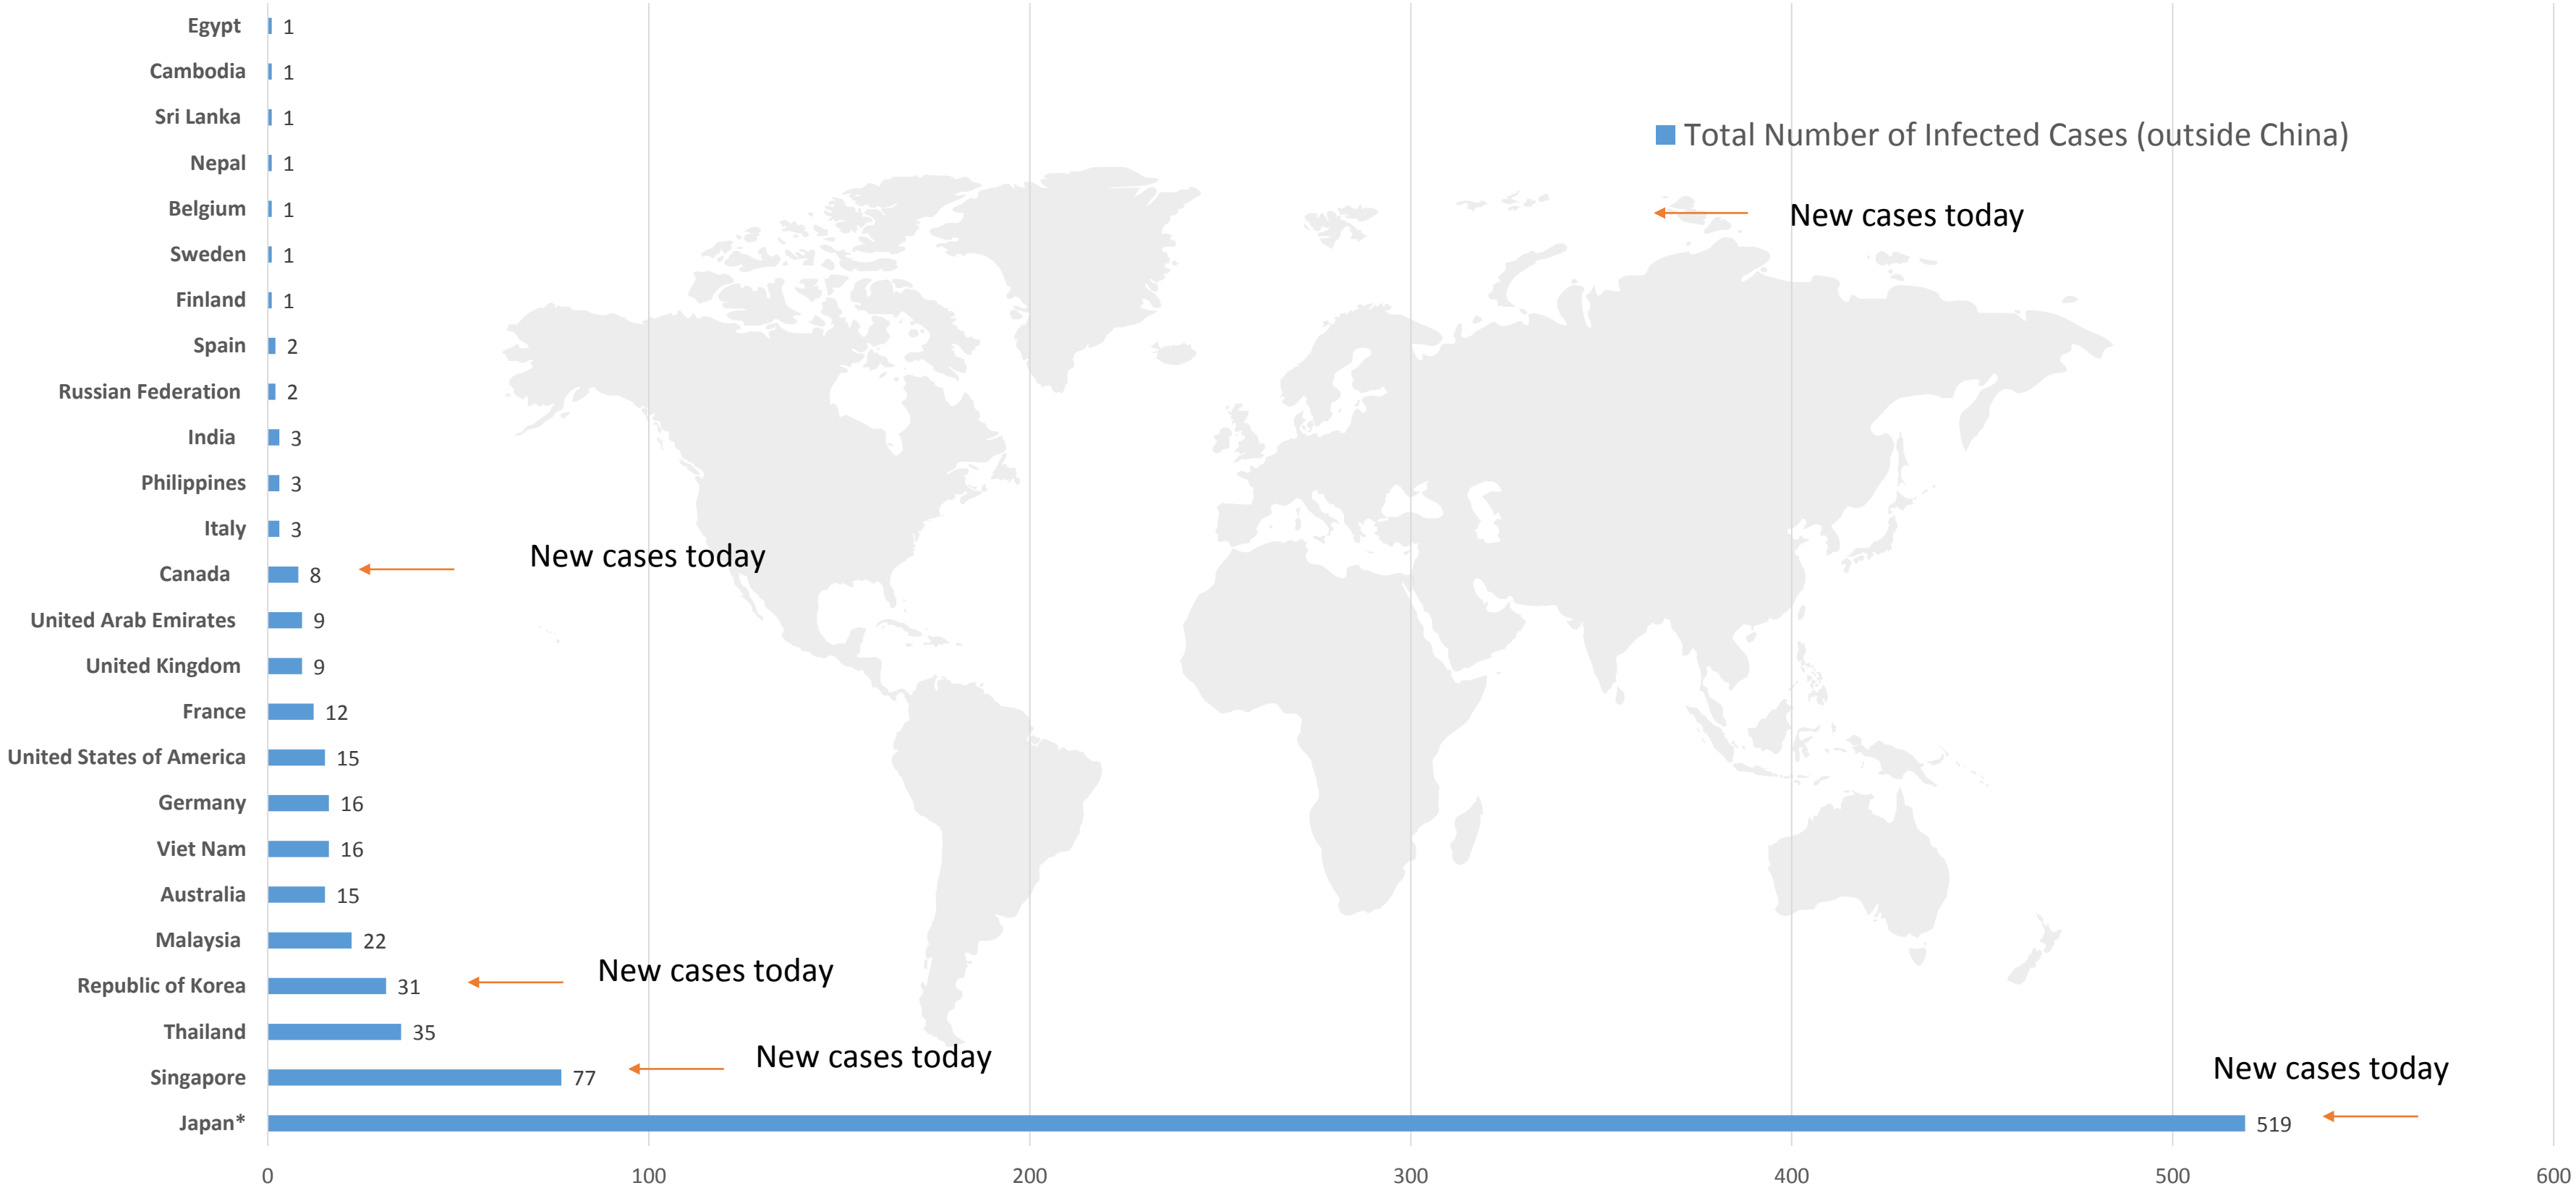 Egypt 1
Cambodia 1
Sri Lanka 1
Total Number of Infected Cases (outside China)
Nepal 1
Belgium 1
New cases today
Sweden 1
Finland 1
Spain 2
Russian Federation 2
India 3
Philippines 3
Italy 3
New cases today
Canada 8
United Arab Emirates 9
United Kingdom 9
France 12
United States of America 15
Germany 16
Viet Nam 16
Australia 15
Malaysia 22
New cases today
Republic of Korea 31
Thailand 35
New cases today
Singapore 77
New cases today
Japan* 519
0 100 200 300 400 500 600